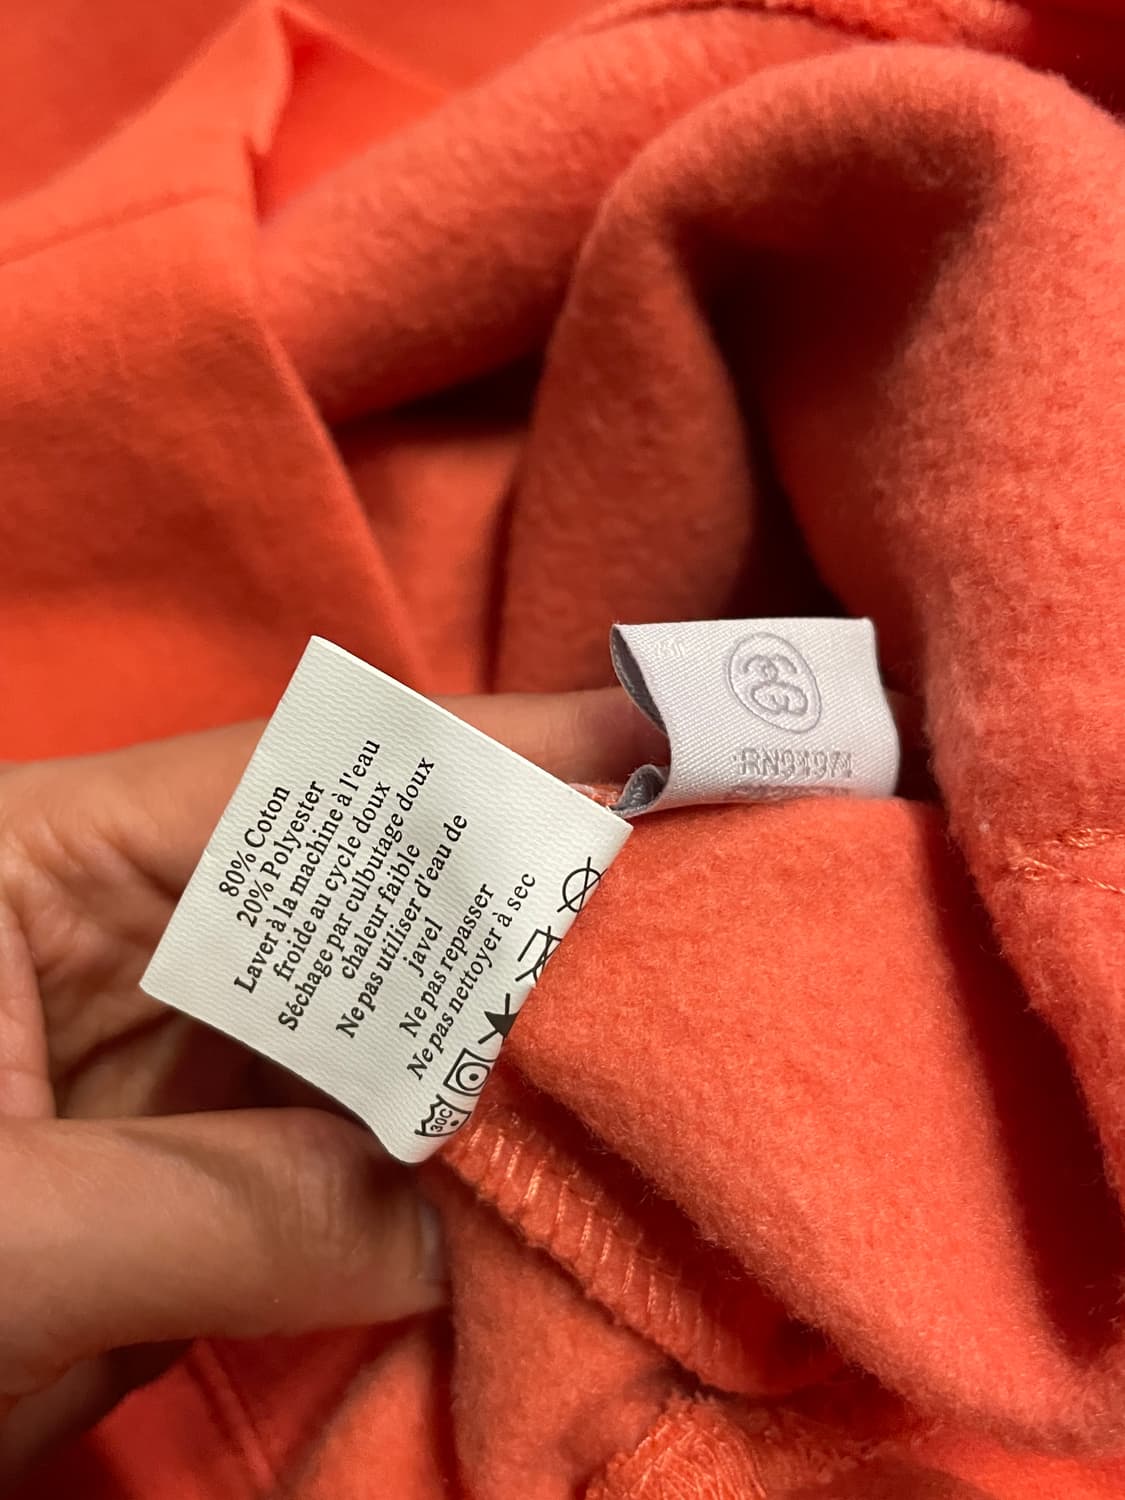 80% Coton
20% Polyester
Laver à la machine à l'eau
froide au cycle doux
Séchage par culbutage doux
chaleur faible
Ne pas utiliser d'eau de
javel
Ne pas repasser
Ne pas nettoyer à sec
30C